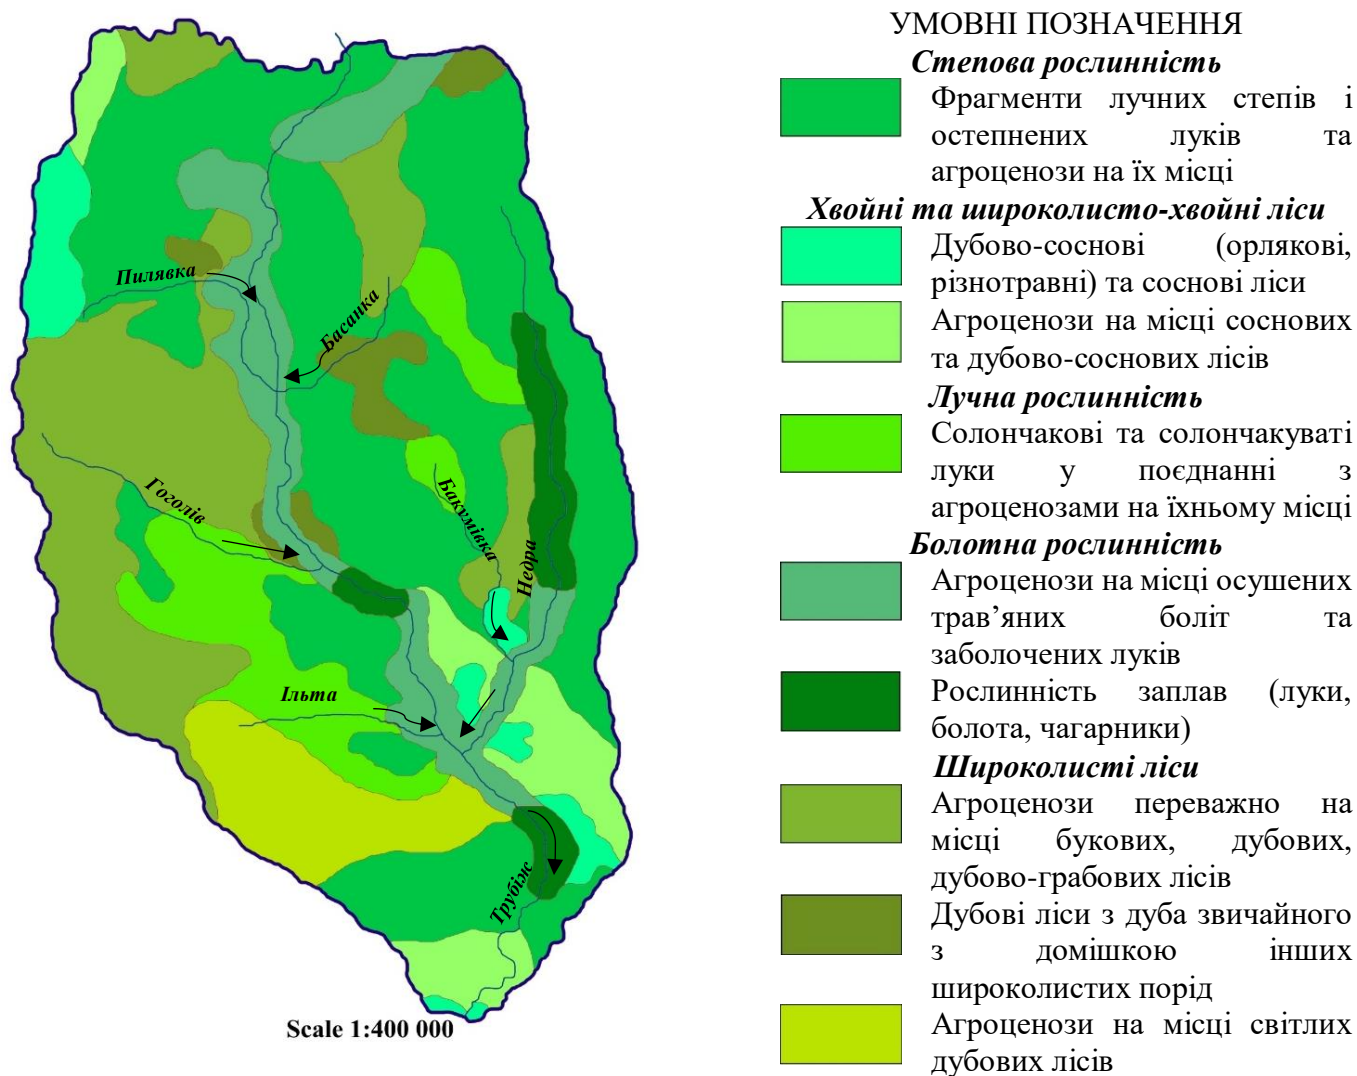 Пилявка
Басанка
Гоголів
Бакумівка
Недра
Ільта
Трубіж
Scale 1:400 000
УМОВНІ ПОЗНАЧЕННЯ
Степова рослинність
Фрагменти лучних степів і
остепнених луків та
агроценози на їх місці
Хвойні та широколисто-хвойні ліси
Дубово-соснові (орлякові,
різнотравні) та соснові ліси
Агроценози на місці соснових
та дубово-соснових лісів
Лучна рослинність
Солончакові та солончакуваті
луки у поєднанні з
агроценозами на їхньому місці
Болотна рослинність
Агроценози на місці осушених
трав’яних боліт та
заболочених луків
Рослинність заплав (луки,
болота, чагарники)
Широколисті ліси
Агроценози переважно на
місці букових, дубових,
дубово-грабових лісів
Дубові ліси з дуба звичайного
з домішкою інших
широколистих порід
Агроценози на місці світлих
дубових лісів